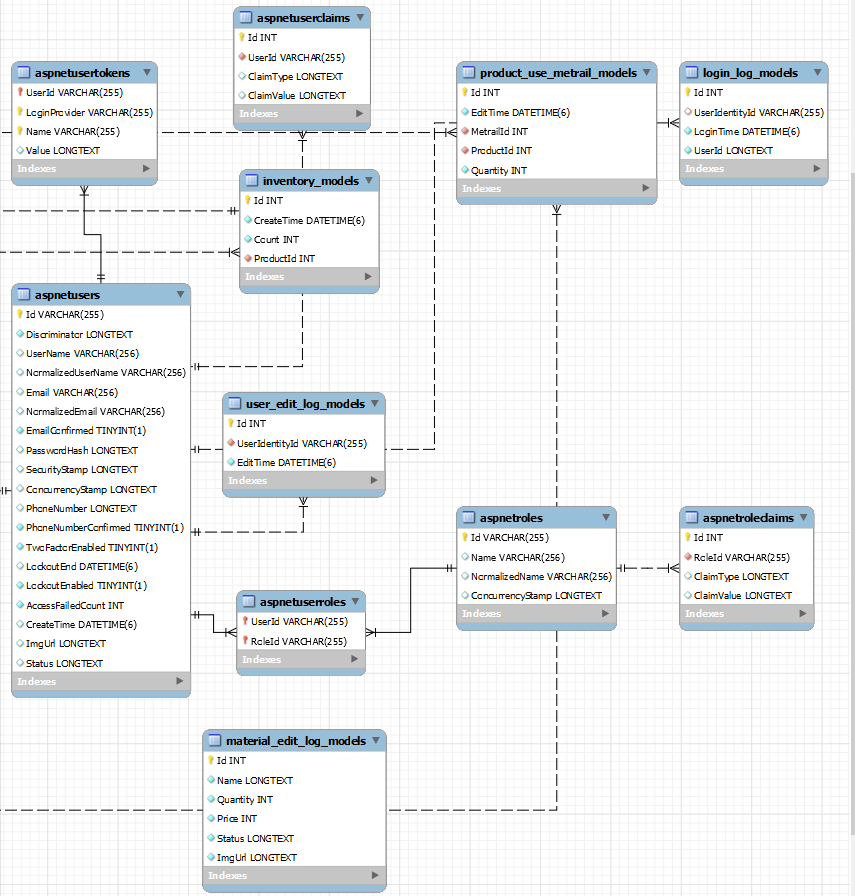 aspnetuserclaims
Id INT
UserId VARCHAR(255)
ClaimType LONGTEXT
ClaimValue LONGTEXT
Indexes
aspnetusertokens
UserId VARCHAR(255)
LoginProvider VARCHAR(255)
Name VARCHAR(255)
Value LONGTEXT
Indexes
product_use_metrail_models
Id INT
EditTime DATETIME(6)
MetrailId INT
ProductId INT
Quantity INT
Indexes
login_log_models
Id INT
UserIdentityId VARCHAR(255)
LoginTime DATETIME(6)
UserId LONGTEXT
Indexes
inventory_models
Id INT
CreateTime DATETIME(6)
Count INT
ProductId INT
Indexes
aspnetusers
Id VARCHAR(255)
Discriminator LONGTEXT
UserName VARCHAR(256)
NormalizedUserName VARCHAR(256)
Email VARCHAR(256)
NormalizedEmail VARCHAR(256)
EmailConfirmed TINYINT(1)
PasswordHash LONGTEXT
SecurityStamp LONGTEXT
ConcurrencyStamp LONGTEXT
PhoneNumber LONGTEXT
PhoneNumberConfirmed TINYINT(1)
TwoFactorEnabled TINYINT(1)
LockoutEnd DATETIME(6)
LockoutEnabled TINYINT(1)
AccessFailedCount INT
CreateTime DATETIME(6)
ImgUrl LONGTEXT
Status LONGTEXT
Indexes
user_edit_log_models
Id INT
UserIdentityId VARCHAR(255)
EditTime DATETIME(6)
Indexes
aspnetroles
Id VARCHAR(255)
Name VARCHAR(256)
NormalizedName VARCHAR(256)
ConcurrencyStamp LONGTEXT
Indexes
aspnetroleclaims
Id INT
RoleId VARCHAR(255)
ClaimType LONGTEXT
ClaimValue LONGTEXT
Indexes
aspnetuserroles
UserId VARCHAR(255)
RoleId VARCHAR(255)
Indexes
material_edit_log_models
Id INT
Name LONGTEXT
Quantity INT
Price INT
Status LONGTEXT
ImgUrl LONGTEXT
Indexes